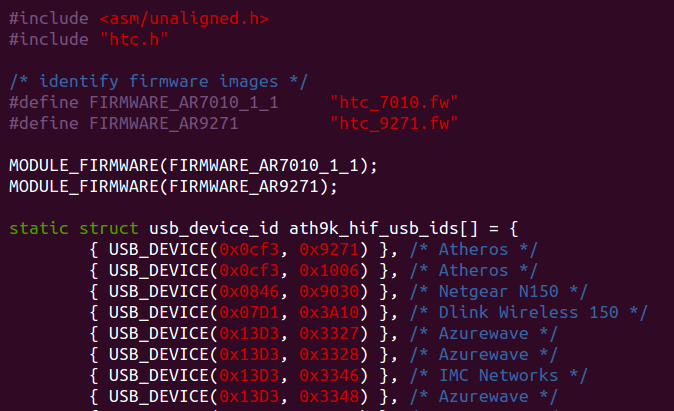 #include <asm/unaligned.h>
#include "htc.h"

/* identify firmware images */
#define FIRMWARE_AR7010_1_1     "htc_7010.fw"
#define FIRMWARE_AR9271         "htc_9271.fw"

MODULE_FIRMWARE(FIRMWARE_AR7010_1_1);
MODULE_FIRMWARE(FIRMWARE_AR9271);

static struct usb_device_id ath9k_hif_usb_ids[] = {
        { USB_DEVICE(0x0cf3, 0x9271) }, /* Atheros */
        { USB_DEVICE(0x0cf3, 0x1006) }, /* Atheros */
        { USB_DEVICE(0x0846, 0x9030) }, /* Netgear N150 */
        { USB_DEVICE(0x07D1, 0x3A10) }, /* Dlink Wireless 150 */
        { USB_DEVICE(0x13D3, 0x3327) }, /* Azurewave */
        { USB_DEVICE(0x13D3, 0x3328) }, /* Azurewave */
        { USB_DEVICE(0x13D3, 0x3346) }, /* IMC Networks */
        { USB_DEVICE(0x13D3, 0x3348) }, /* Azurewave */